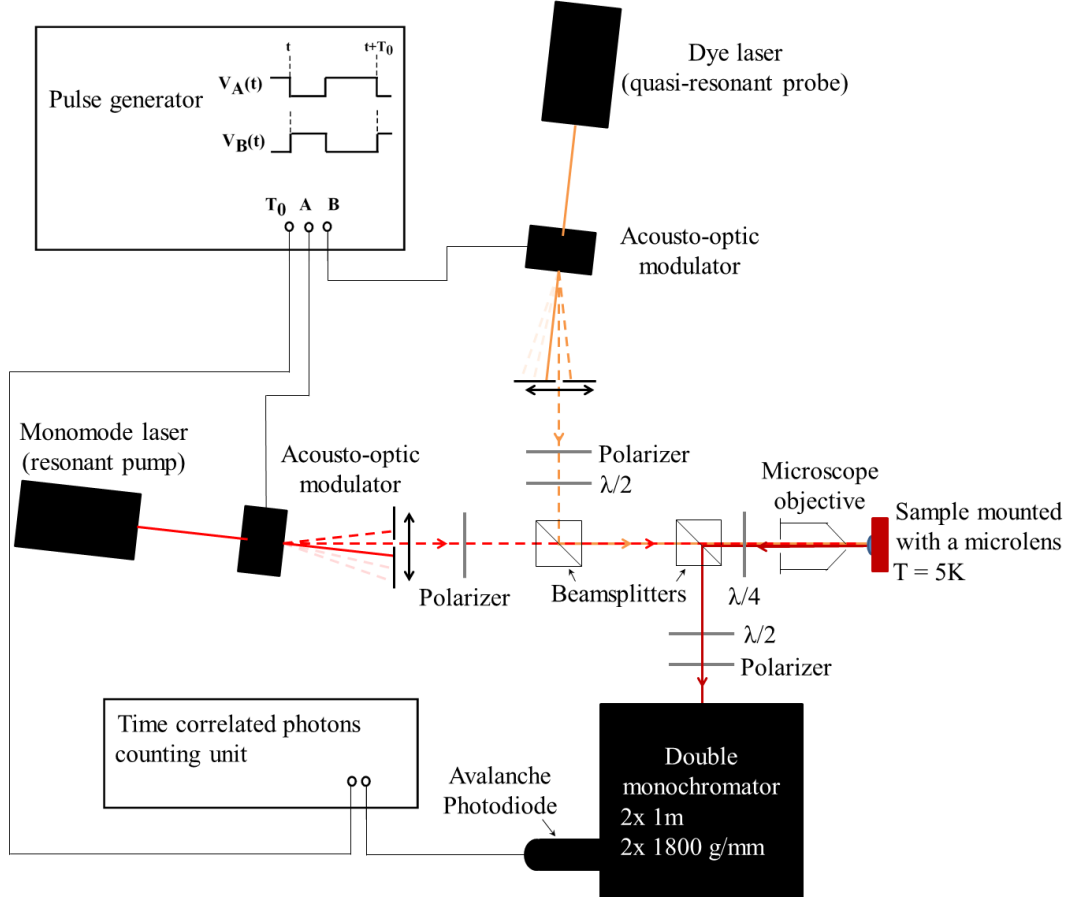 Pulse generator
t
t+T0
VA(t)
VB(t)
T0 A B
Dye laser
(quasi-resonant probe)
Acousto-optic
modulator
Monomode laser
(resonant pump)
Acousto-optic
modulator
Polarizer
λ/2
Microscope
objective
Sample mounted
with a microlens
T = 5K
Polarizer
Beamsplitters
λ/4
λ/2
Polarizer
Time correlated photons
counting unit
Avalanche
Photodiode
Double
monochromator
2x 1m
2x 1800 g/mm